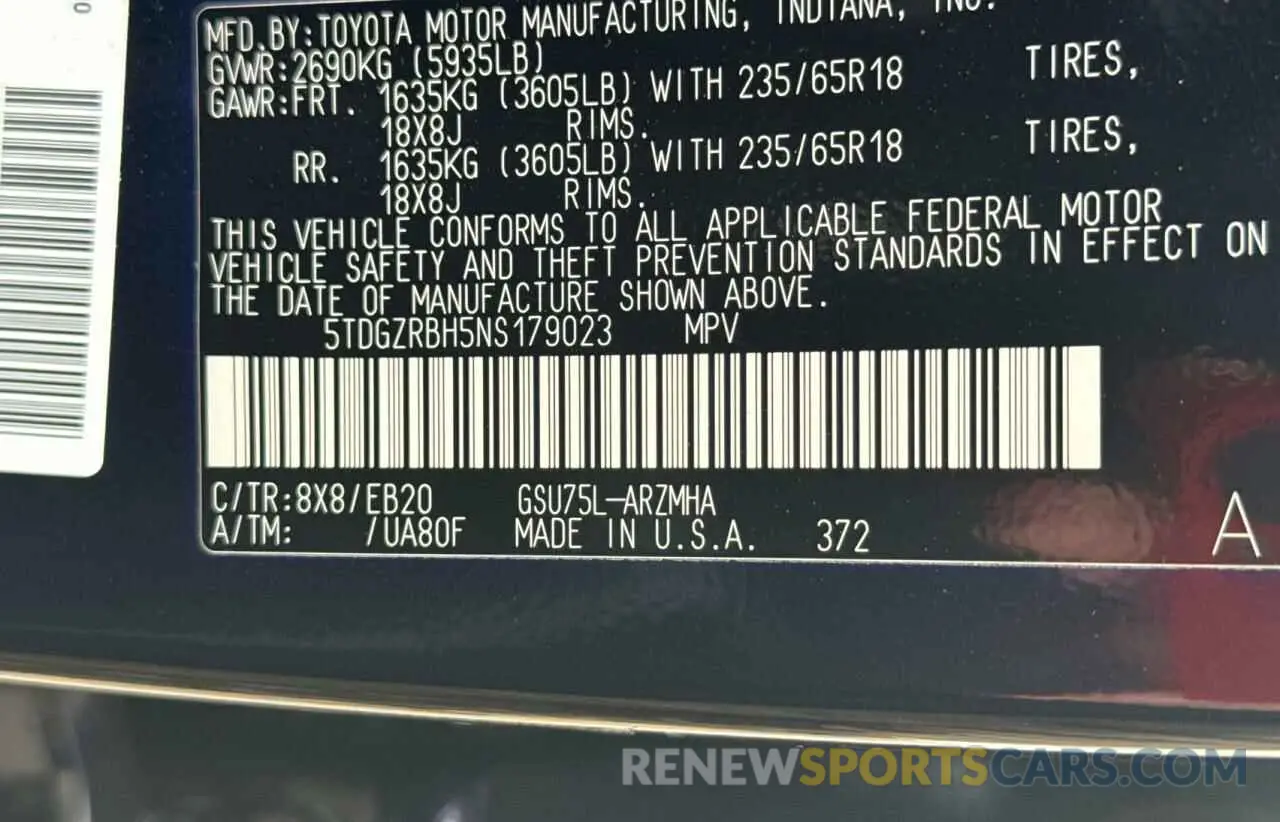 0
MFD.BY:TOYOTA MOTOR MANUFACTURING, INDIANA, INC.
GVWR:2690KG (5935LB)
GAWR:FRT. 1635KG (3605LB) WITH 235/65R18 TIRES,
18X8J RIMS.
RR. 1635KG (3605LB) WITH 235/65R18 TIRES,
18X8J RIMS.
THIS VEHICLE CONFORMS TO ALL APPLICABLE FEDERAL MOTOR
VEHICLE SAFETY AND THEFT PREVENTION STANDARDS IN EFFECT ON
THE DATE OF MANUFACTURE SHOWN ABOVE.
5TDGZRBH5NS179023 MPV
C/TR:8X8/EB20 GSU75L-ARZMHA
A/TM: /UA80F MADE IN U.S.A. 372
A
RENEWSPORTSCARS.COM